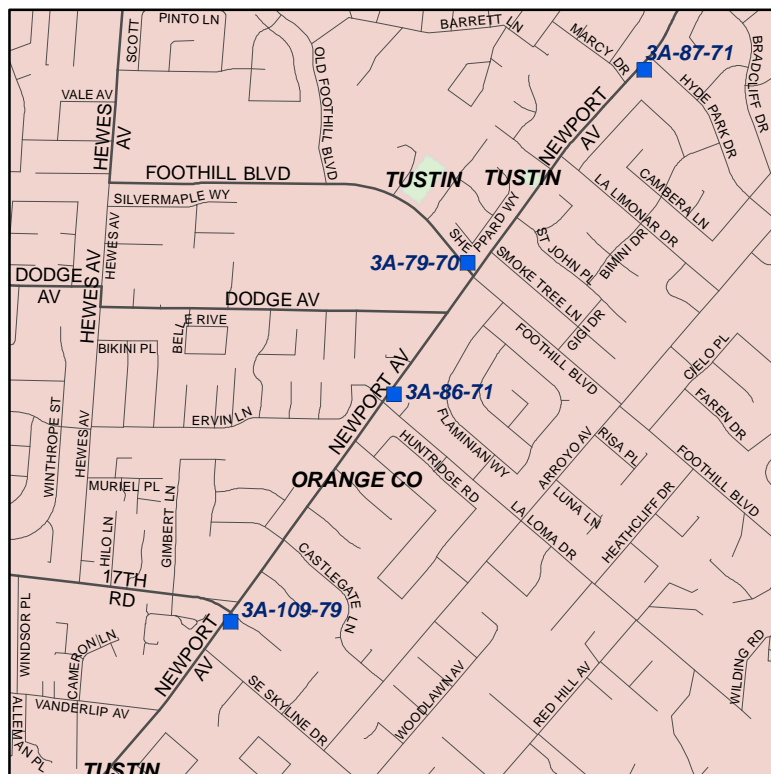 PINTO LN
SCOTT
BARRETT LN
MARCY DR
3A-87-71
BRADCLIFF DR
OLD FOOTHILL BLVD
VALE AV
HEWES
AV
NEWPORT
AV
HYDE PARK DR
FOOTHILL BLVD
TUSTIN
TUSTIN
CAMBERA LN
SILVERMAPLE WY
LA LIMONAR DR
HEWES AV
SHEPPARD WY
ST JOHN PL
BIMINI DR
3A-79-70
SMOKE TREE LN
DODGE
AV
HEWES AV
DODGE AV
GIGI DR
BELLE RIVE
FOOTHILL BLVD
BIKINI PL
NEWPORT AV
CIELO PL
3A-86-71
FAREN DR
WINTHROPE ST
ERVIN LN
FLAMINIAN WY
HUNTRIDGE RD
ARROYO AV
RISA PL
FOOTHILL BLVD
HEWES AV
MURIEL PL
ORANGE CO
LUNA LN
HEATHCLIFF DR
GIMBERT LN
HILO LN
LA LOMA DR
CASTLEGATE
LN
17TH
RD
3A-109-79
WINDSOR PL
CAMERON LN
NEWPORT
AV
WILDING RD
SE SKYLINE DR
WOODLAWN AV
RED HILL AV
VANDERLIP AV
ALLEMAN PL
TUSTIN